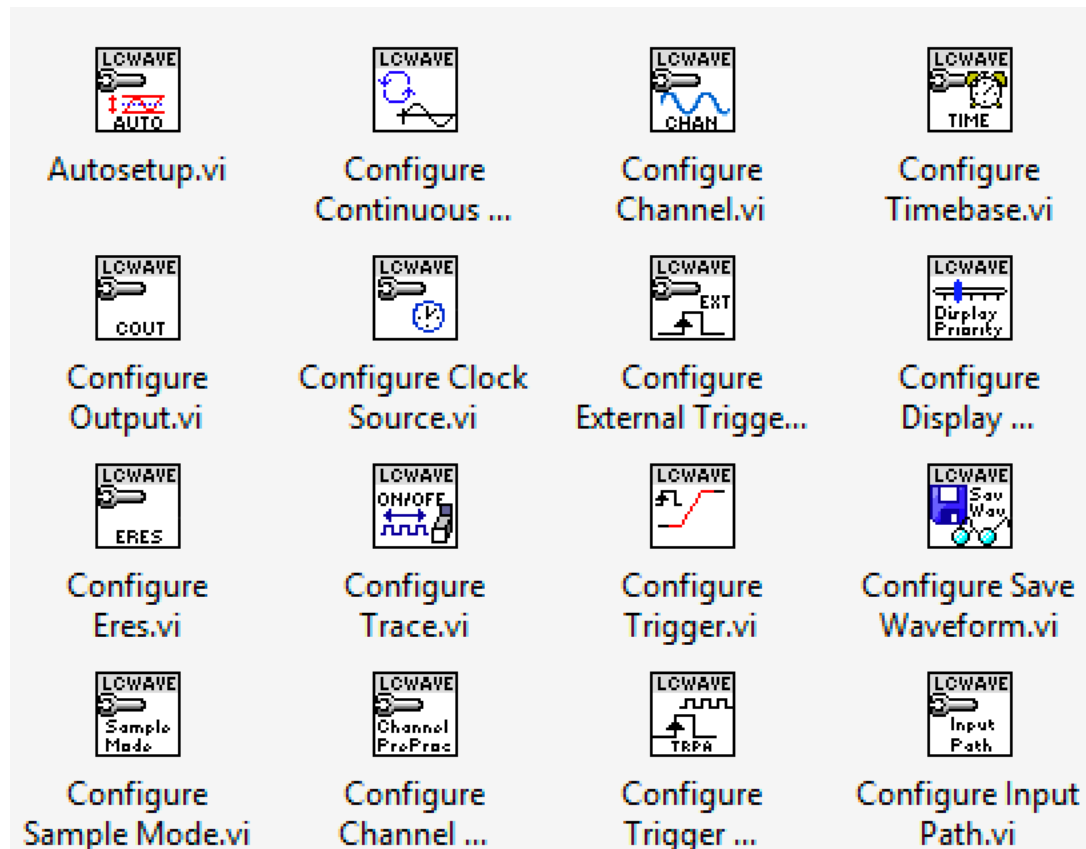 LCWAVE LCWAVE LCWAVE LCWAVE
AUTO CHAN TIME
Autosetup.vi Configure Configure Configure
Continuous ... Channel.vi Timebase.vi
LCWAVE LCWAVE LCWAVE LCWAVE
EXT
Display
COUT Priority
Configure Configure Clock Configure Configure
Output.vi Source.vi External Trigge... Display ...
LCWAVE LCWAVE LCWAVE LCWAVE
ON/OFF Sav
Wav
ERES
Configure Configure Configure Configure Save
Eres.vi Trace.vi Trigger.vi Waveform.vi
LCWAVE LCWAVE LCWAVE LCWAVE
Sample Channel Input
Mode PreProc TRPA Path
Configure Configure Configure Configure Input
Sample Mode.vi Channel ... Trigger ... Path.vi